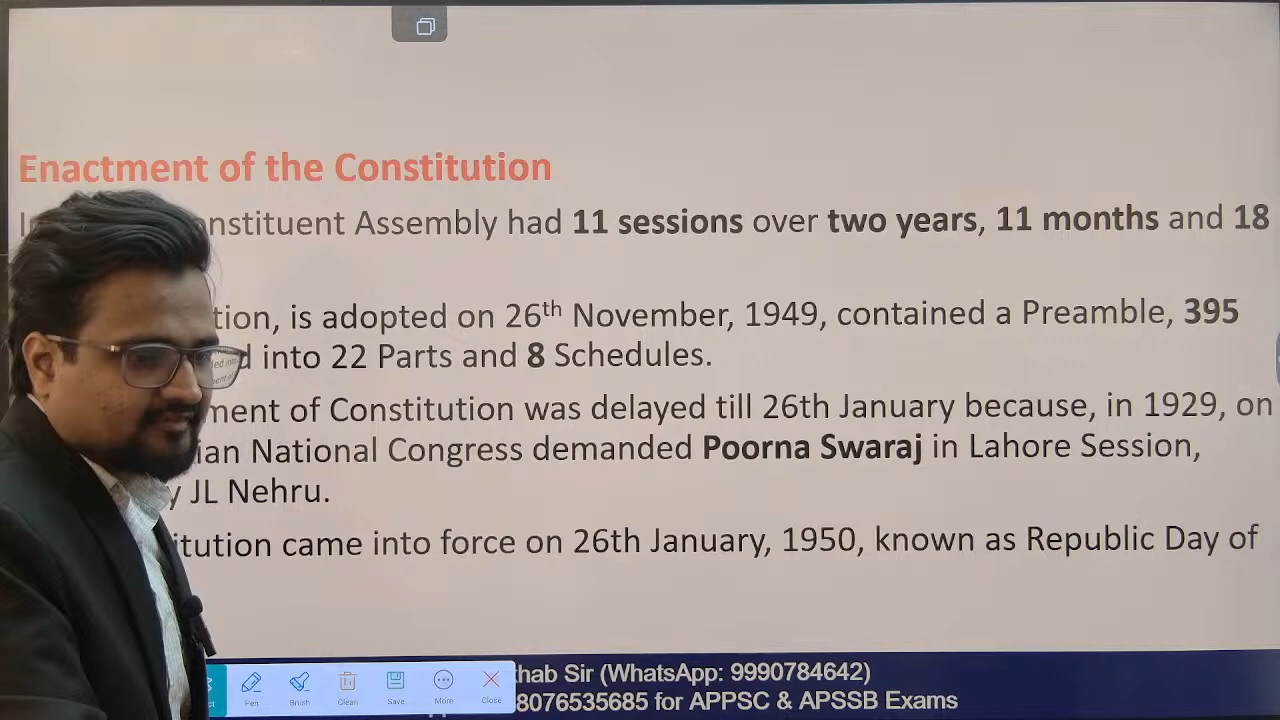 Enactment of the Constitution
nstituent Assembly had 11 sessions over two years, 11 months and 18
tion, is adopted on 26th November, 1949, contained a Preamble, 395
d into 22 Parts and 8 Schedules.
ment of Constitution was delayed till 26th January because, in 1929, on
ian National Congress demanded Poorna Swaraj in Lahore Session,
y JL Nehru.
itution came into force on 26th January, 1950, known as Republic Day of
hab Sir (WhatsApp: 9990784642)
8076535685 for APPSC & APSSB Exams
Pen Brush Clean Save More Close